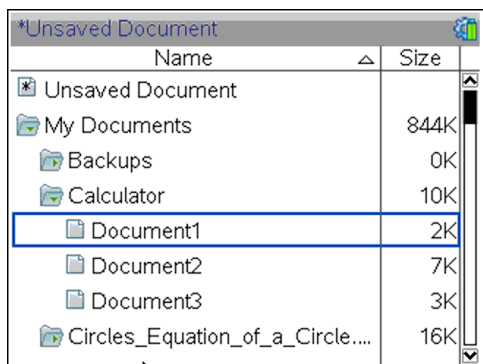 *Unsaved Document
Name Size
Unsaved Document
My Documents 844K
Backups 0K
Calculator 10K
Document1 2K
Document2 7K
Document3 3K
Circles_Equation_of_a_Circle.... 16K